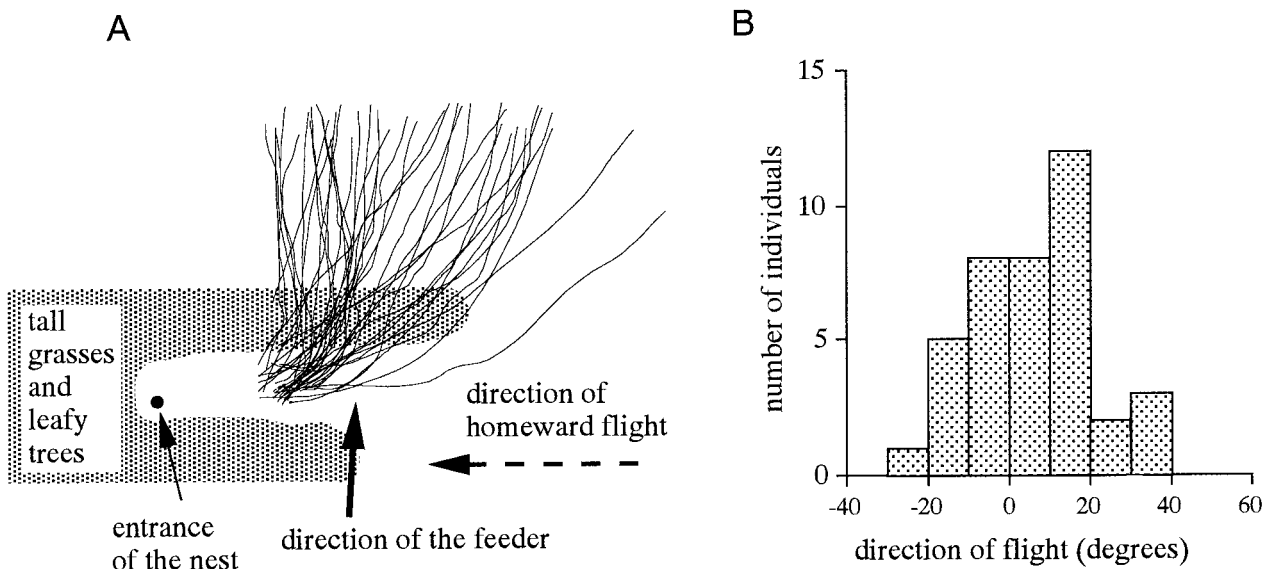 A
tall
grasses
and
leafy
trees
direction of
homeward flight
entrance
of the nest
direction of the feeder
B
number of individuals
15
10
5
0
-40
-20
0
20
40
60
direction of flight (degrees)